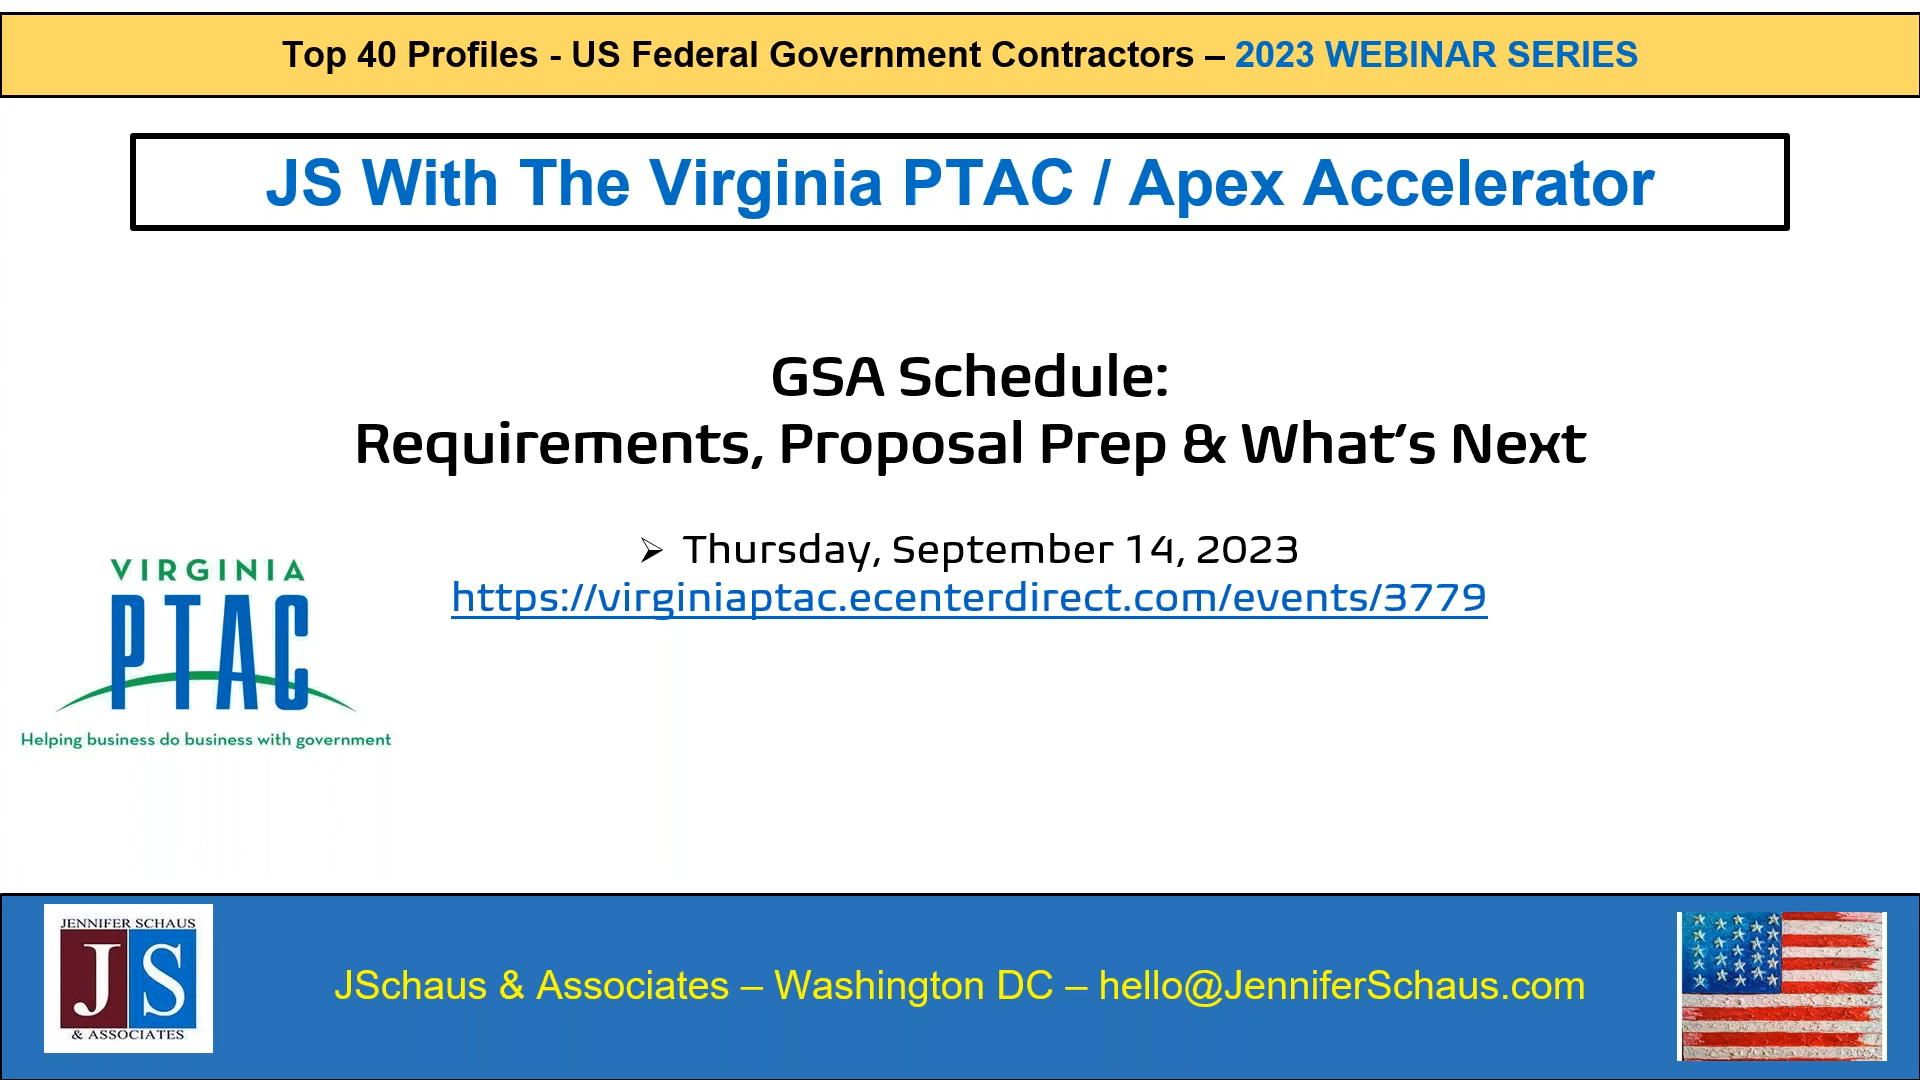 Top 40 Profiles - US Federal Government Contractors – 2023 WEBINAR SERIES
JS With The Virginia PTAC / Apex Accelerator
GSA Schedule:
Requirements, Proposal Prep & What's Next
➢ Thursday, September 14, 2023
https://virginiaptac.ecenterdirect.com/events/3779
VIRGINIA
PTAC
Helping business do business with government
JENNIFER SCHAUS
JS
& ASSOCIATES
JSchaus & Associates – Washington DC – hello@JenniferSchaus.com